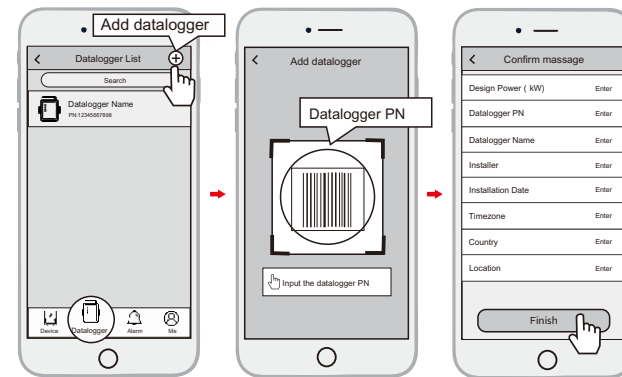 Add datalogger
Datalogger List
Search
Datalogger Name
PN:12345667898
Device
Datalogger
Alarm
Me
Add datalogger
Datalogger PN
Input the datalogger PN
Confirm massage
Design Power ( kW) Enter
Datalogger PN Enter
Datalogger Name Enter
Installer Enter
Installation Date Enter
Timezone Enter
Country Enter
Location Enter
Finish